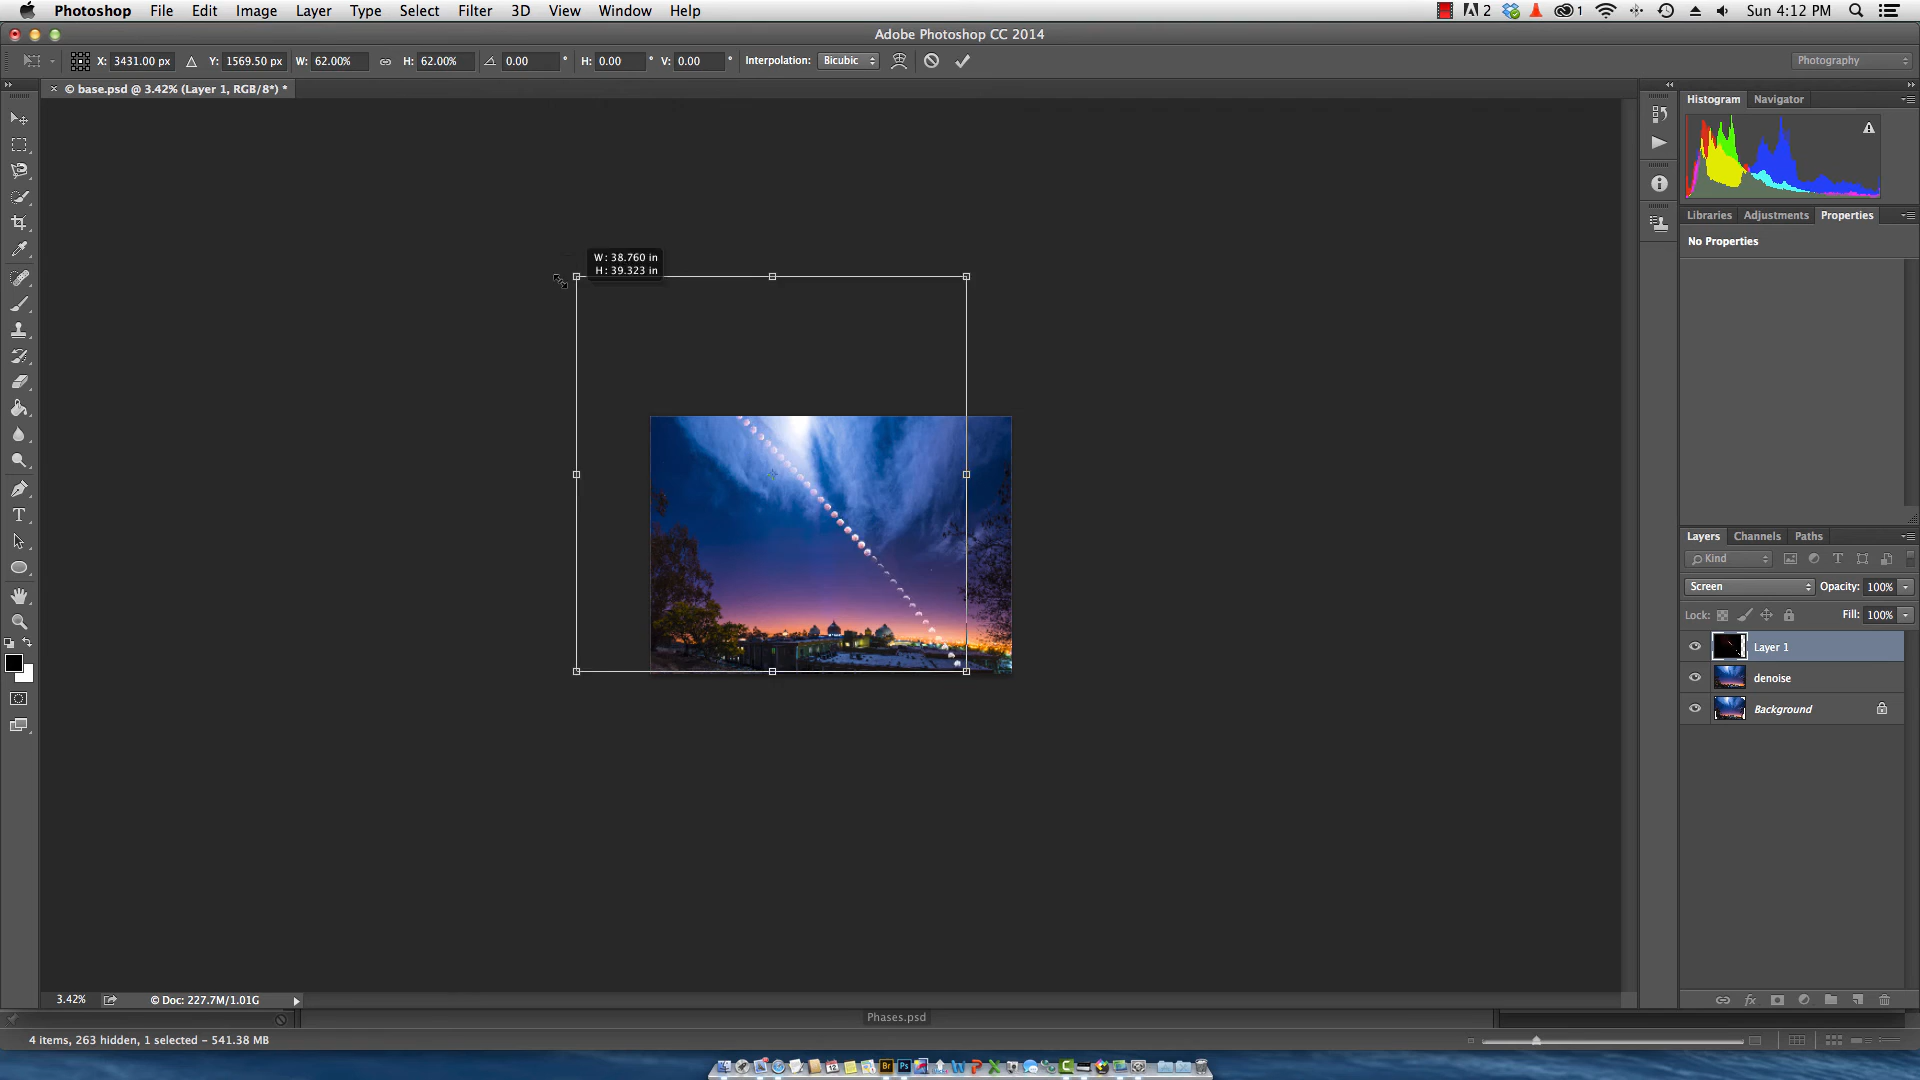 Photoshop File Edit Image Layer Type Select Filter 3D View Window Help 2 1 Sun 4:12 PM
Adobe Photoshop CC 2014
X: 3431.00 px Y: 1569.50 px W: 62.00% H: 62.00% 0.00 ° H: 0.00 ° V: 0.00 ° Interpolation: Bicubic Photography
© base.psd @ 3.42% (Layer 1, RGB/8*) *
Histogram Navigator
Libraries Adjustments Properties
No Properties
W: 38.760 in
H: 39.323 in
Layers Channels Paths
Kind
Screen Opacity: 100%
Lock: Fill: 100%
Layer 1
denoise
Background
3.42% © Doc: 227.7M/1.01G
Phases.psd
4 items, 263 hidden, 1 selected - 541.38 MB